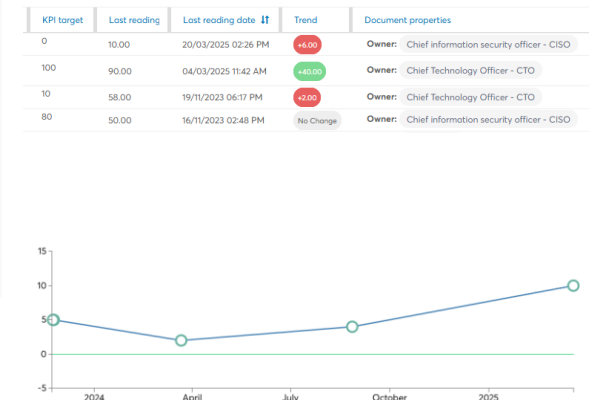 KPI target Last reading Last reading date Trend Document properties
0 10.00 20/03/2025 02:26 PM +6.00 Owner: Chief information security officer - CISO
100 90.00 04/03/2025 11:42 AM +40.00 Owner: Chief Technology Officer - CTO
10 58.00 19/11/2023 06:17 PM +2.00 Owner: Chief Technology Officer - CTO
80 50.00 16/11/2023 02:48 PM No Change Owner: Chief information security officer - CISO
15
10
5
0
-5
2024 April July October 2025